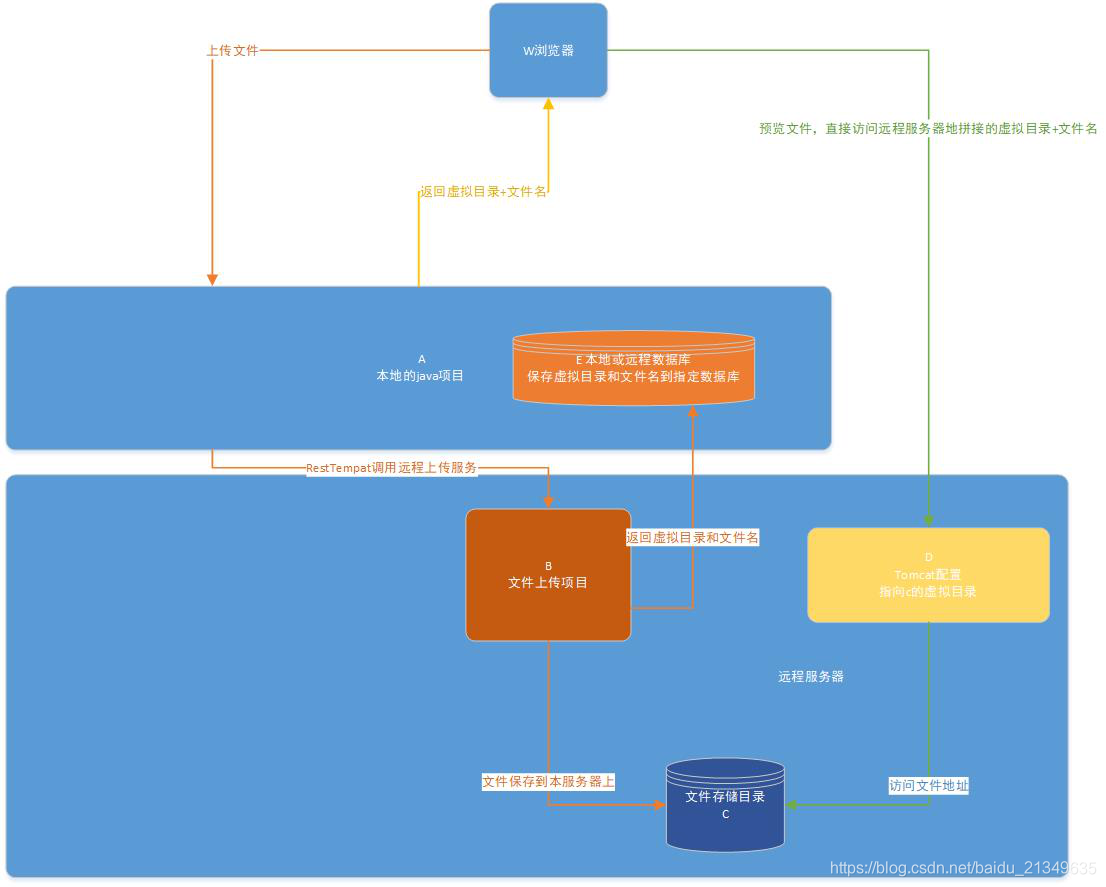 W浏览器
上传文件
预览文件，直接访问远程服务器地拼接的虚拟目录+文件名
返回虚拟目录+文件名
A
本地的java项目
E 本地或远程数据库
保存虚拟目录和文件名到指定数据库
RestTempat调用远程上传服务
返回虚拟目录和文件名
B
文件上传项目
D
Tomcat配置
指向c的虚拟目录
远程服务器
文件保存到本服务器上
访问文件地址
文件存储目录
C
https://blog.csdn.net/baidu_21349635